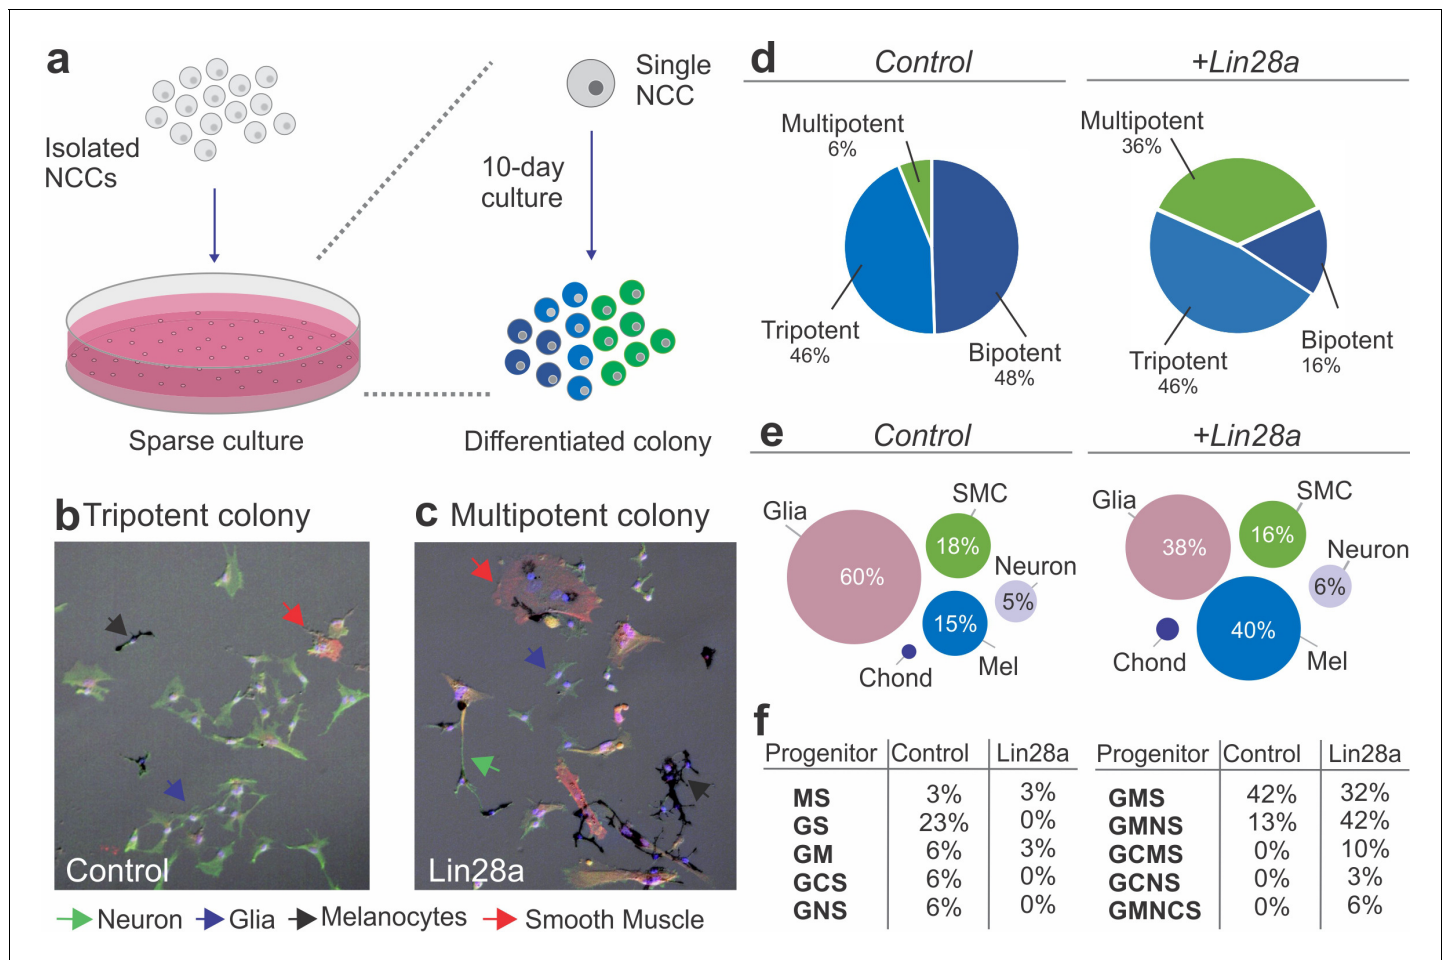 a
Isolated
NCCs
Single
NCC
10-day
culture
Sparse culture
Differentiated colony
b Tripotent colony
Control
c Multipotent colony
Lin28a
Neuron Glia Melanocytes Smooth Muscle
d
Control
+Lin28a
Multipotent
6%
Tripotent
46%
Bipotent
48%
Multipotent
36%
Tripotent
46%
Bipotent
16%
e
Control
+Lin28a
Glia
60%
SMC
18%
Neuron
5%
15%
Mel
Chond
Glia
38%
SMC
16%
Neuron
6%
40%
Mel
Chond
f
Progenitor Control Lin28a
MS 3% 3%
GS 23% 0%
GM 6% 3%
GCS 6% 0%
GNS 6% 0%
Progenitor Control Lin28a
GMS 42% 32%
GMNS 13% 42%
GCMS 0% 10%
GCNS 0% 3%
GMNCS 0% 6%